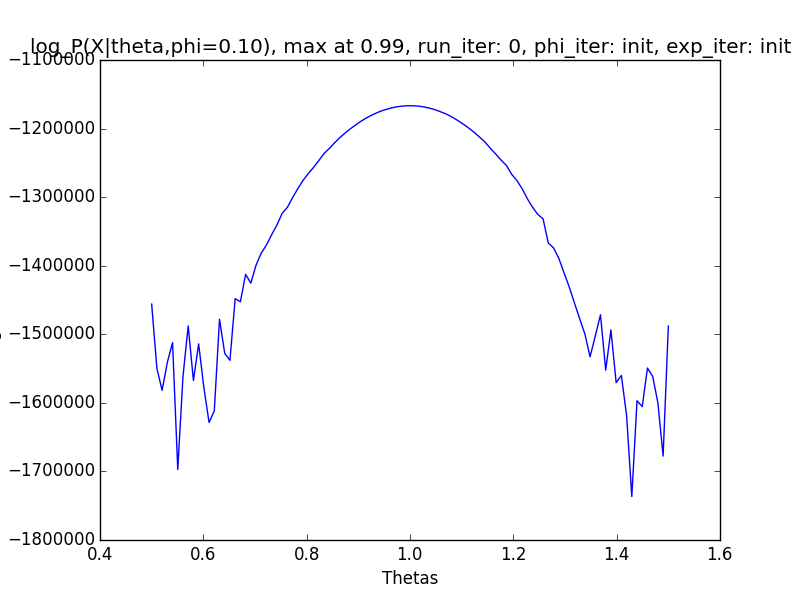 log_P(X|theta,phi=0.10), max at 0.99, run_iter: 0, phi_iter: init, exp_iter: init
−1100000
−1200000
−1300000
−1400000
−1500000
−1600000
−1700000
−1800000
0.4 0.6 0.8 1.0 1.2 1.4 1.6
Thetas